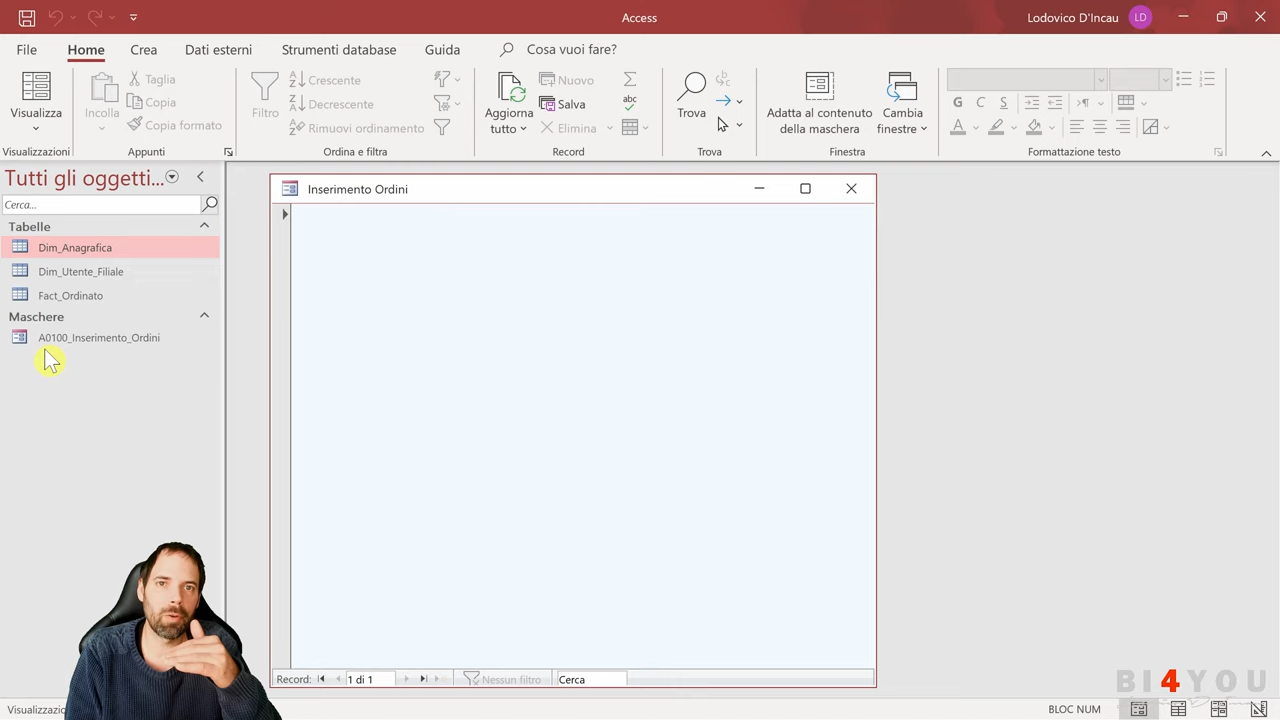 Access
Lodovico D'Incau LD
File Home Crea Dati esterni Strumenti database Guida Cosa vuoi fare?
Visualizza
Visualizzazioni
Incolla
Taglia
Copia
Copia formato
Appunti
Filtro
Crescente
Decrescente
Rimuovi ordinamento
Ordina e filtra
Aggiorna
tutto
Nuovo
Salva
Elimina
Record
Trova
Trova
Adatta al contenuto
della maschera
Cambia
finestre
Finestra
G C S
A
Formattazione testo
Tutti gli oggetti...
Cerca...
Tabelle
Dim_Anagrafica
Dim_Utente_Filiale
Fact_Ordinato
Maschere
A0100_Inserimento_Ordini
Inserimento Ordini
Record: 1 di 1 Nessun filtro Cerca
BI4YOU
Visualizzazio
BLOC NUM